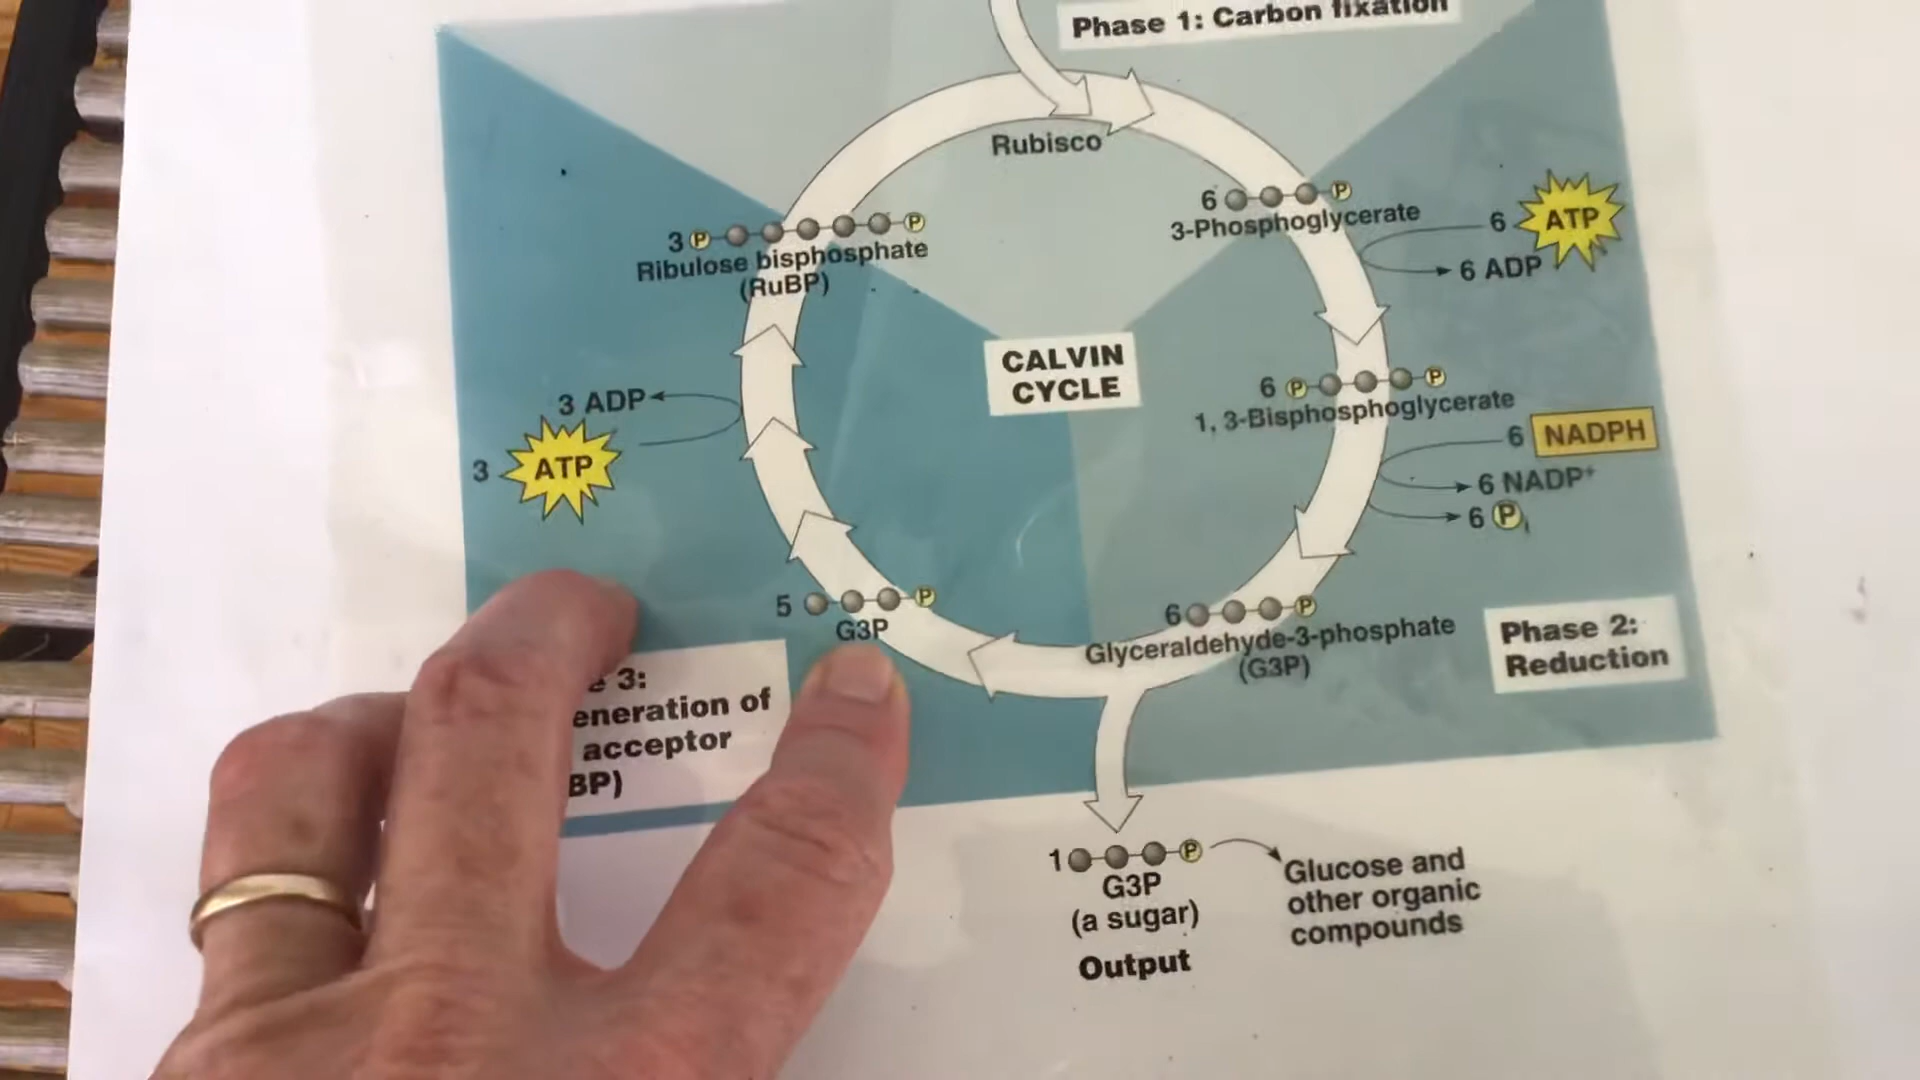 Phase 1: Carbon fixation
Rubisco
6 P
3-Phosphoglycerate
6 ATP
6 ADP
3 P P
Ribulose bisphosphate
(RuBP)
CALVIN
CYCLE
6 P P
1, 3-Bisphosphoglycerate
6 NADPH
6 NADP+
6 Pi
3 ADP
3 ATP
5 P
G3P
6 P
Glyceraldehyde-3-phosphate
(G3P)
Phase 2:
Reduction
3:
eneration of
acceptor
BP)
1 P
G3P
(a sugar)
Output
Glucose and
other organic
compounds